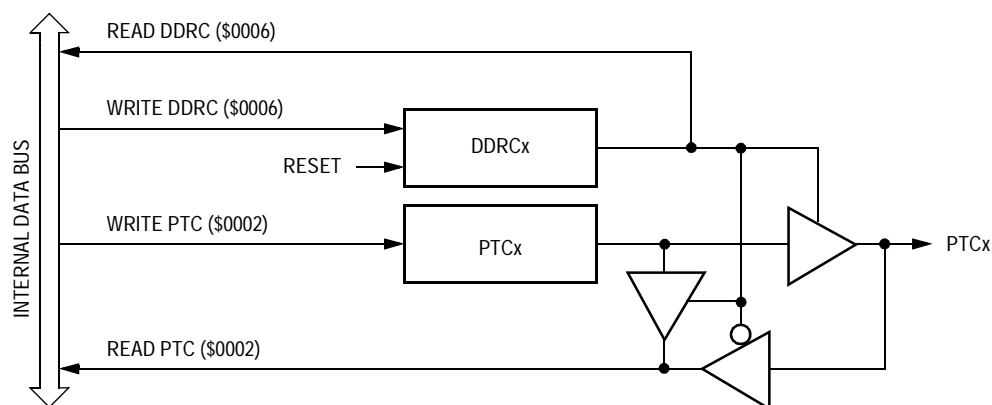 READ DDRC ($0006)
WRITE DDRC ($0006)
DDRCx
RESET
INTERNAL DATA BUS
WRITE PTC ($0002)
PTCx
PTCx
READ PTC ($0002)